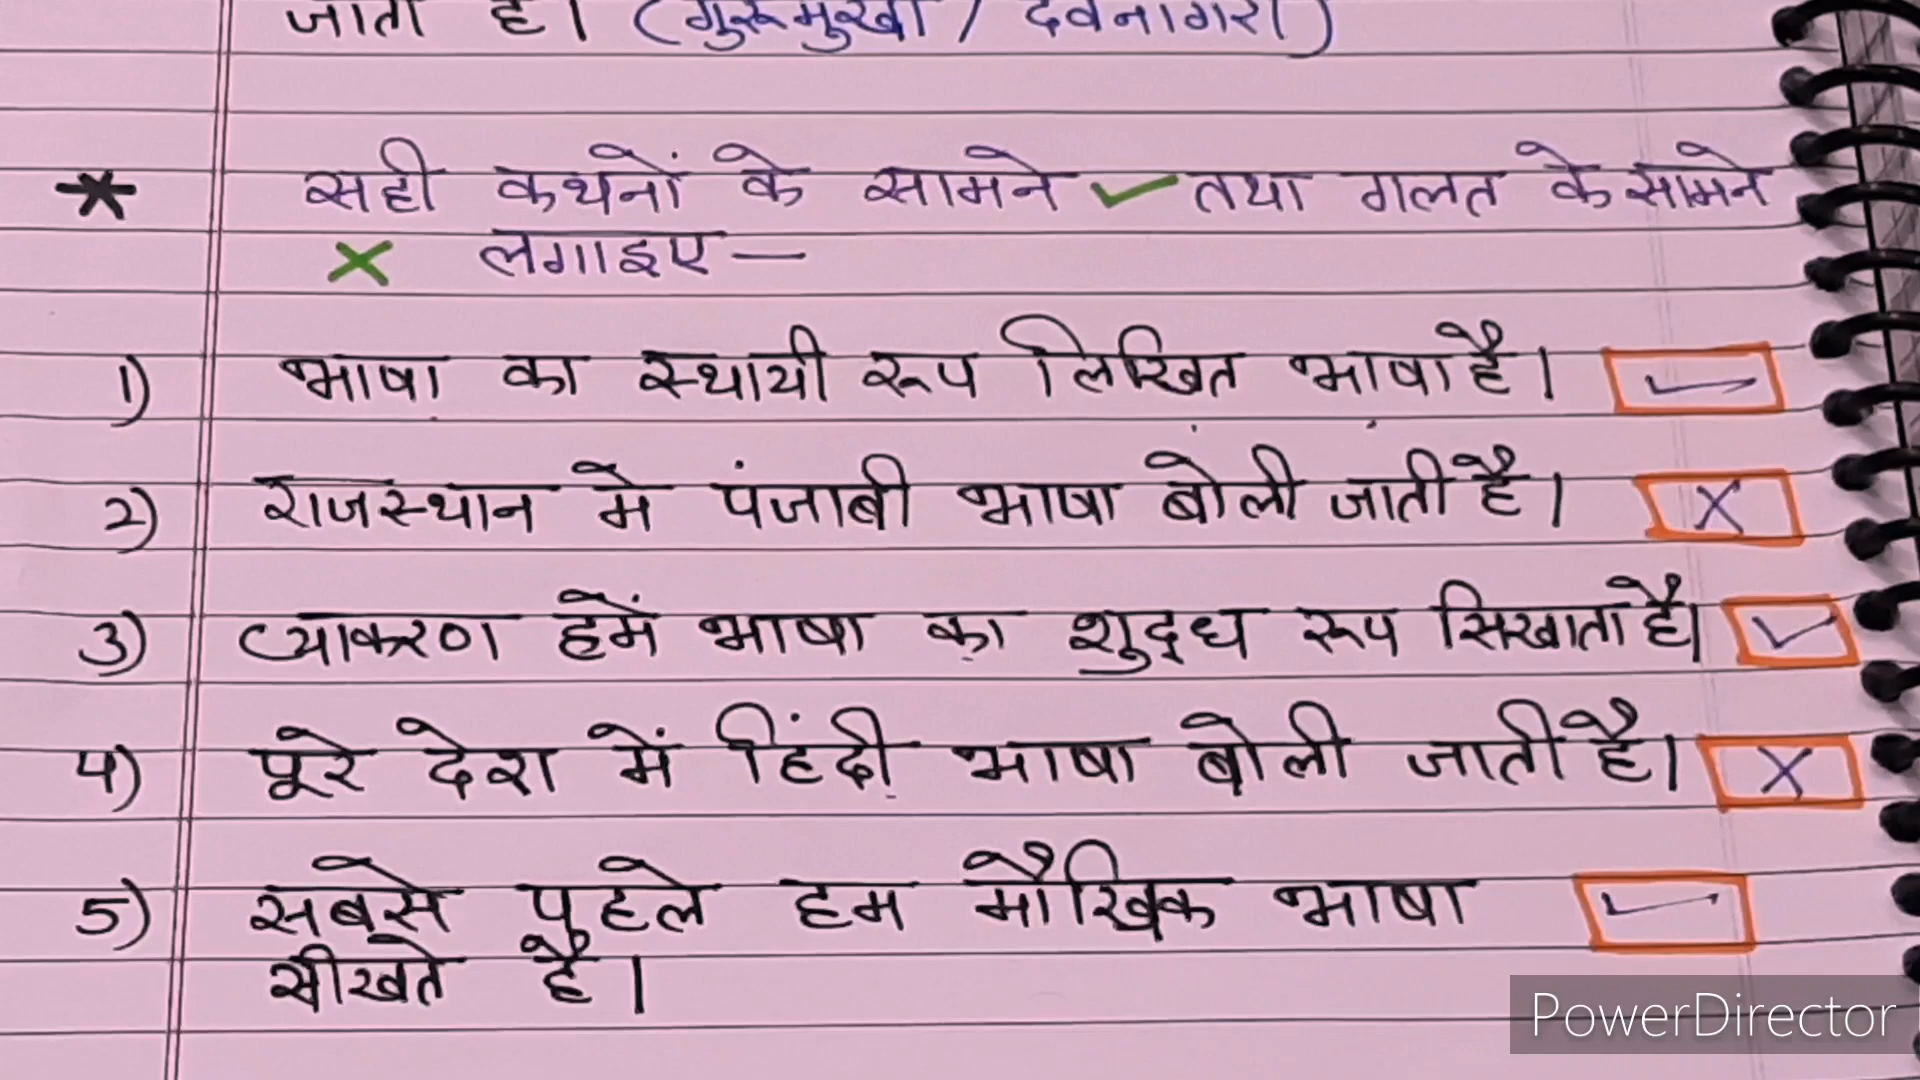 जाता है। (गुरूमुखी / देवनागरी)
* सही कथनों के सामने ✓ तथा गलत के सामने
× लगाइए —
1) भाषा का स्थायी रूप लिखित भाषा है। ✓
2) राजस्थान मे पंजाबी भाषा बोली जाती है। ×
3) व्याकरण हमें भाषा का शुद्ध रूप सिखाता है। ✓
4) पूरे देश में हिंदी भाषा बोली जाती है। ×
5) सबसे पहले हम मौखिक भाषा ✓
सीखते है।
PowerDirector